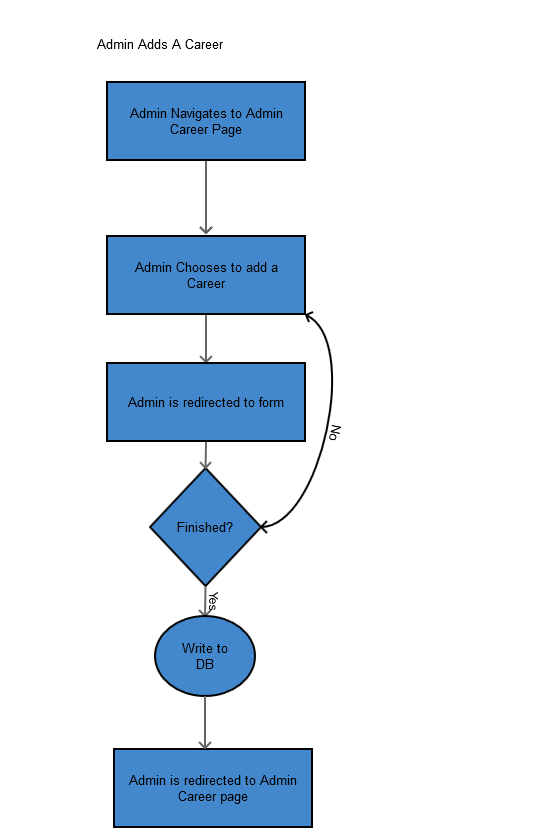 Admin Adds A Career
Admin Navigates to Admin
Career Page
Admin Chooses to add a
Career
Admin is redirected to form
No
Finished?
Yes
Write to
DB
Admin is redirected to Admin
Career page